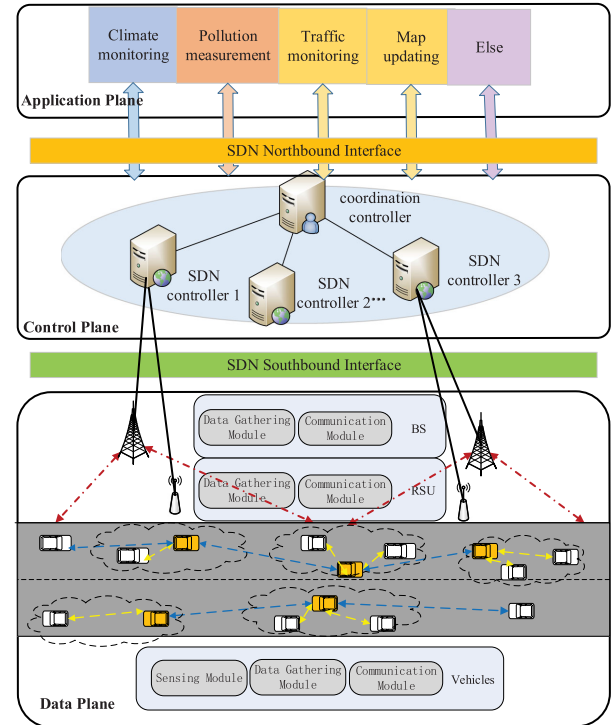 Climate
monitoring
Pollution
measurement
Traffic
monitoring
Map
updating
Else
Application Plane
SDN Northbound Interface
coordination
controller
SDN
controller 1
SDN
controller 2•••
SDN
controller 3
Control Plane
SDN Southbound Interface
Data Gathering
Module
Communication
Module
BS
Data Gathering
Module
Communication
Module
RSU
Sensing Module
Data Gathering
Module
Communication
Module
Vehicles
Data Plane